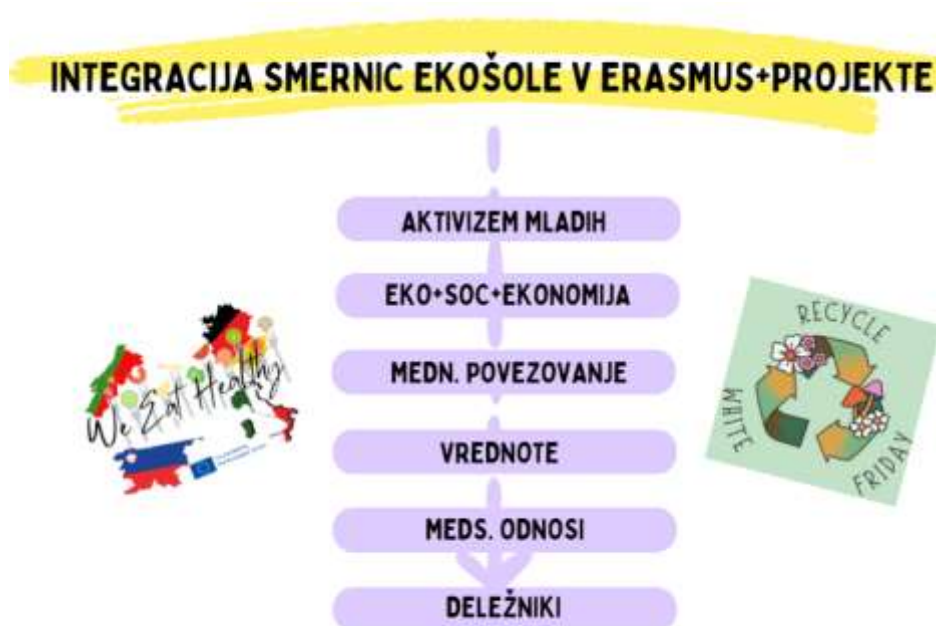 INTEGRACIJA SMERNIC EKOŠOLE V ERASMUS+PROJEKTE
AKTIVIZEM MLADIH
EKO+SOC+EKONOMIJA
MEDN. POVEZOVANJE
VREDNOTE
MEDS. ODNOSI
DELEŽNIKI
We Eat Healthy
RECYCLE
WHITE
FRIDAY